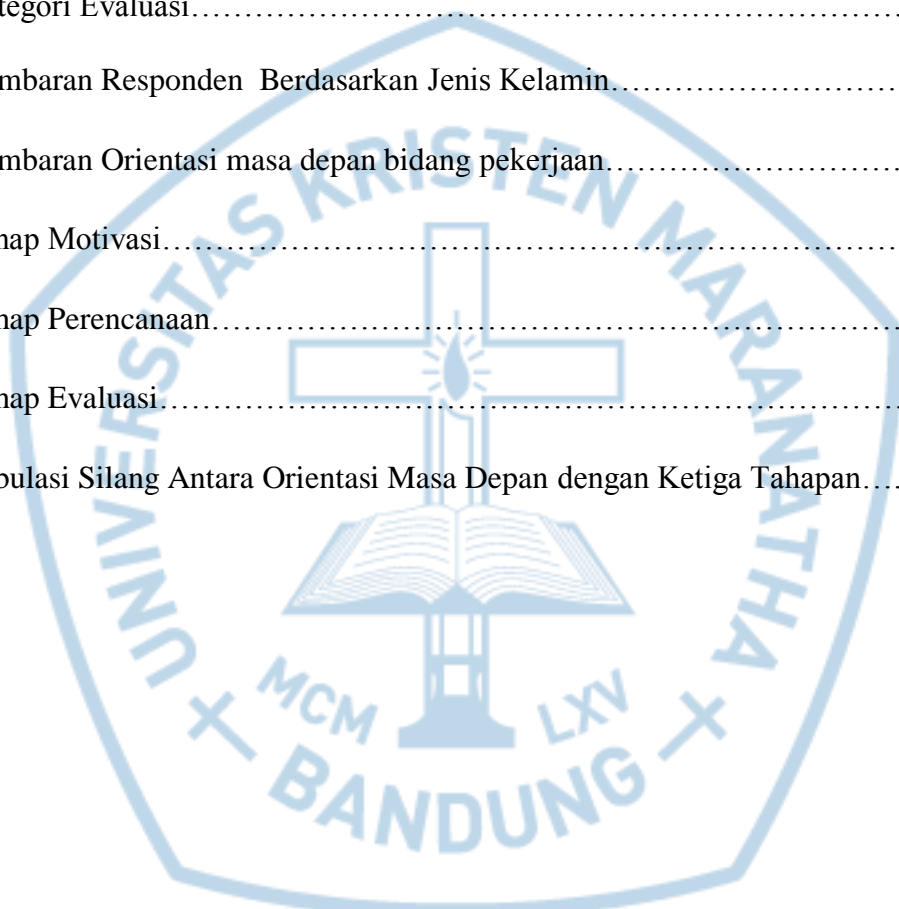 tegori Evaluasi……………………………………………………………
mbaran Responden  Berdasarkan Jenis Kelamin………………………
mbaran Orientasi masa depan bidang pekerjaan………………………
hap Motivasi………………………………………………………………
hap Perencanaan…………………………………………………………
hap Evaluasi………………………………………………………………
bulasi Silang Antara Orientasi Masa Depan dengan Ketiga Tahapan…..
UNIVERSITAS KRISTEN MARANATHA
MCM LXV
BANDUNG